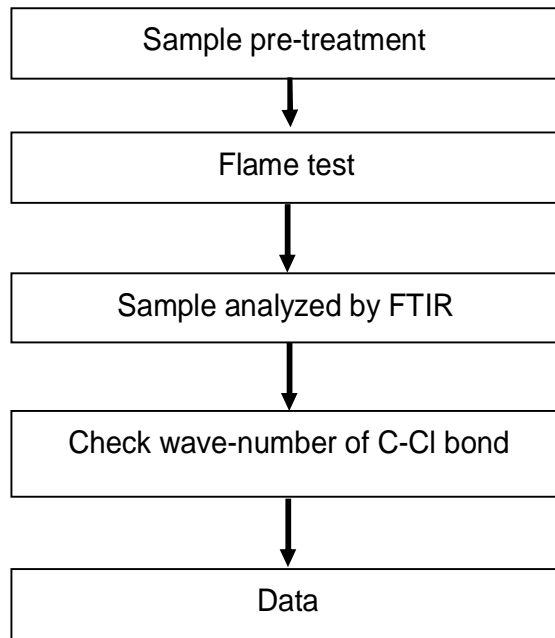 Sample pre-treatment
Flame test
Sample analyzed by FTIR
Check wave-number of C-Cl bond
Data